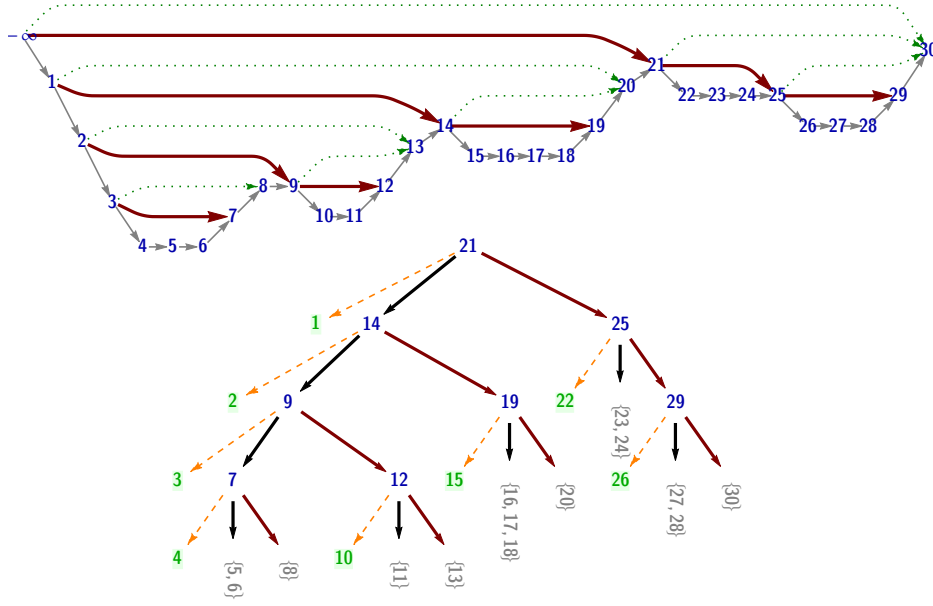 −∞ 30
21
1 20
22 23 24 25 29
14 19 26 27 28
2 13
15 16 17 18
8 9 12
3 7 10 11
4 5 6
21
1 14 25
2 9 19 22 {23, 24} 29
3 7 12 15 {16, 17, 18} {20} 26 {27, 28} {30}
4 {5, 6} {8} 10 {11} {13}